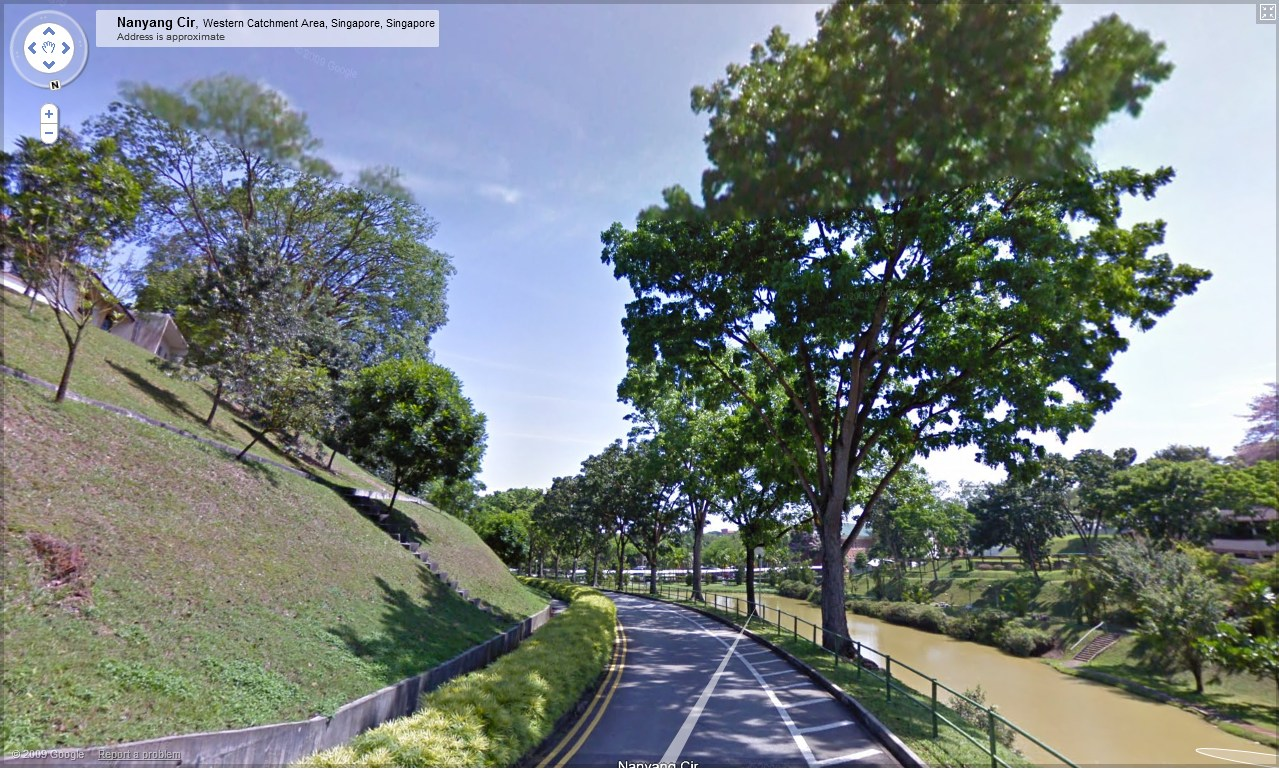 Nanyang Cir, Western Catchment Area, Singapore, Singapore
Address is approximate
N
© 2009 Google Report a problem
Nanyang Cir